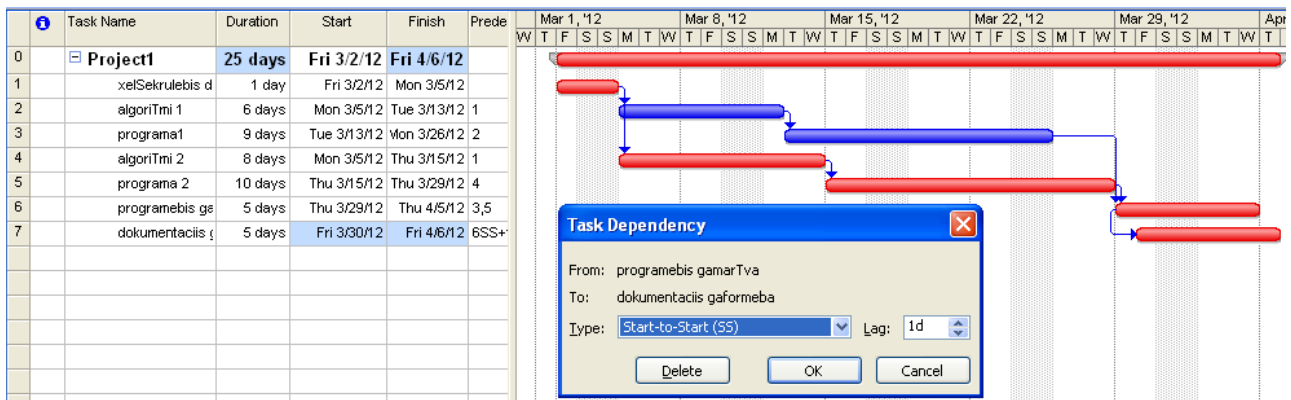 Task Name Duration Start Finish Prede
Mar 1, '12 Mar 8, '12 Mar 15, '12 Mar 22, '12 Mar 29, '12 Apr
W T F S S M T W T F S S M T W T F S S M T W T F S S M T W T F S S M T W T F
0 Project1 25 days Fri 3/2/12 Fri 4/6/12
1 xelSekrulebis d 1 day Fri 3/2/12 Mon 3/5/12
2 algoriTmi 1 6 days Mon 3/5/12 Tue 3/13/12 1
3 programa1 9 days Tue 3/13/12 Mon 3/26/12 2
4 algoriTmi 2 8 days Mon 3/5/12 Thu 3/15/12 1
5 programa 2 10 days Thu 3/15/12 Thu 3/29/12 4
6 programebis ga 5 days Thu 3/29/12 Thu 4/5/12 3,5
7 dokumentaciis 5 days Fri 3/30/12 Fri 4/6/12 6SS+
Task Dependency
From: programebis gamarTva
To: dokumentaciis gaformeba
Type: Start-to-Start (SS) Lag: 1d
Delete OK Cancel